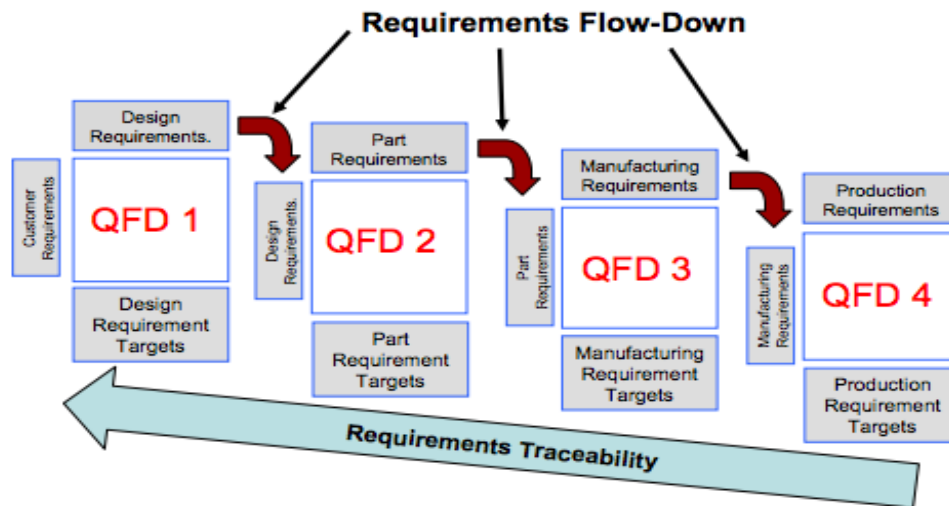 Requirements Flow-Down
Design
Requirements.
Customer
Requirements
QFD 1
Design
Requirement
Targets
Part
Requirements
Design
Requirements.
QFD 2
Part
Requirement
Targets
Manufacturing
Requirements
Part
Requirements
QFD 3
Manufacturing
Requirement
Targets
Production
Requirements
Manufacturing
Requirements
QFD 4
Production
Requirement
Targets
Requirements Traceability